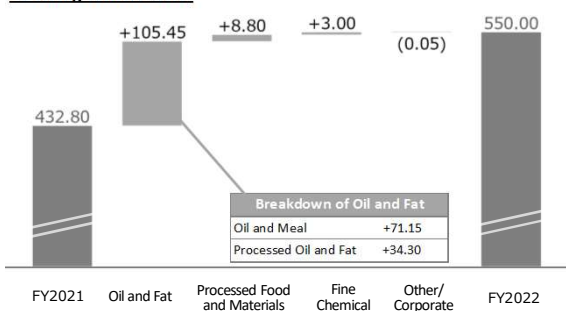 +105.45 +8.80 +3.00 (0.05) 550.00
432.80
Breakdown of Oil and Fat
Oil and Meal +71.15
Processed Oil and Fat +34.30
FY2021 Oil and Fat Processed Food and Materials Fine Chemical Other/ Corporate FY2022